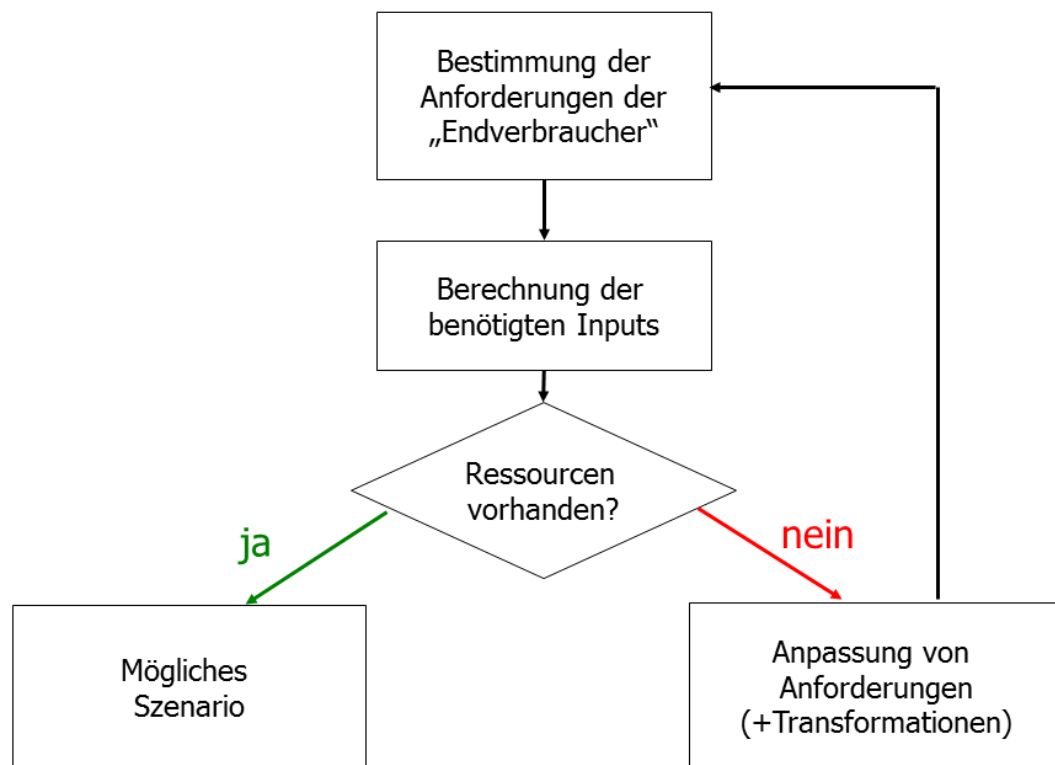 Bestimmung der
Anforderungen der
„Endverbraucher“
Berechnung der
benötigten Inputs
Ressourcen
vorhanden?
ja
nein
Mögliches
Szenario
Anpassung von
Anforderungen
(+Transformationen)